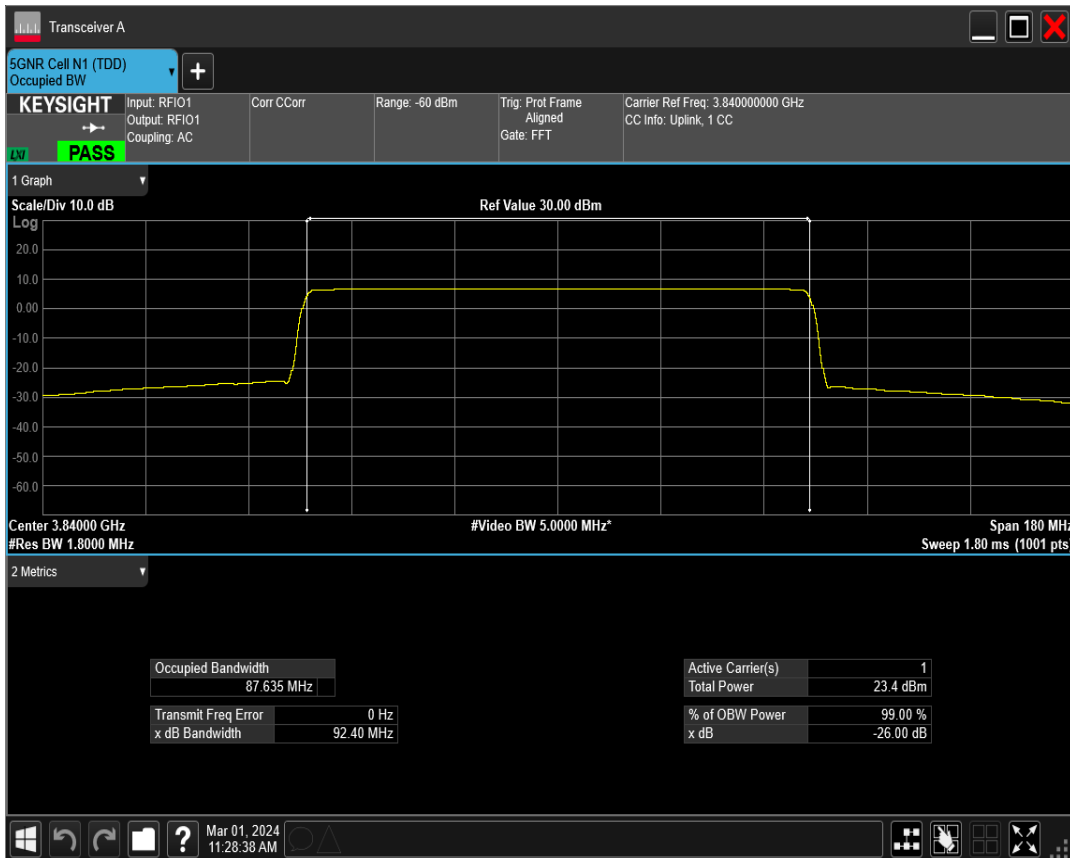 Transceiver A
5GNR Cell N1 (TDD)
Occupied BW
+
KEYSIGHT
LXI
PASS
Input: RFIO1
Output: RFIO1
Coupling: AC
Corr CCorr
Range: -60 dBm
Trig: Prot Frame
Aligned
Gate: FFT
Carrier Ref Freq: 3.840000000 GHz
CC Info: Uplink, 1 CC
1 Graph
Scale/Div 10.0 dB
Ref Value 30.00 dBm
Log
20.0
10.0
0.00
-10.0
-20.0
-30.0
-40.0
-50.0
-60.0
Center 3.84000 GHz
#Video BW 5.0000 MHz*
Span 180 MHz
#Res BW 1.8000 MHz
Sweep 1.80 ms (1001 pts)
2 Metrics
Occupied Bandwidth
87.635 MHz
Transmit Freq Error 0 Hz
x dB Bandwidth 92.40 MHz
Active Carrier(s) 1
Total Power 23.4 dBm
% of OBW Power 99.00 %
x dB -26.00 dB
?
Mar 01, 2024
11:28:38 AM